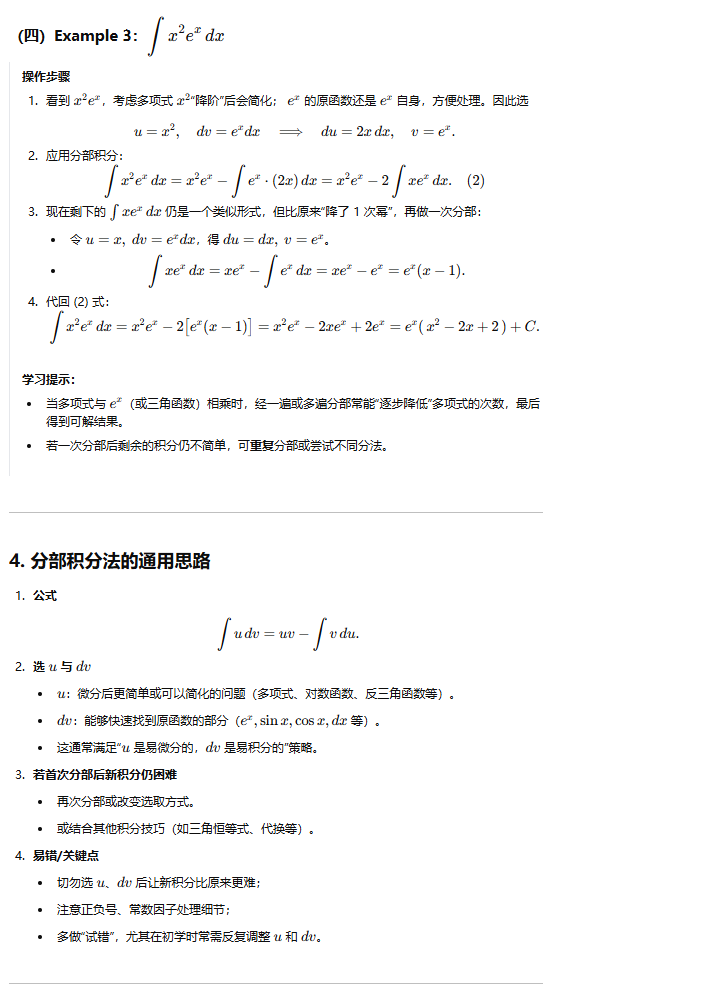 (四) Example 3: ∫ x²eˣ dx
操作步骤
1. 看到 x²eˣ，考虑多项式 x²“降阶”后会简化； eˣ 的原函数还是 eˣ 自身，方便处理。因此选
u = x², dv = eˣdx ⟹ du = 2x dx, v = eˣ.
2. 应用分部积分：
∫ x²eˣ dx = x²eˣ − ∫ eˣ · (2x) dx = x²eˣ − 2 ∫ xeˣ dx. (2)
3. 现在剩下的 ∫ xeˣ dx 仍是一个类似形式，但比原来“降了 1 次幂”，再做一次分部：
• 令 u = x, dv = eˣdx，得 du = dx, v = eˣ。
• ∫ xeˣ dx = xeˣ − ∫ eˣ dx = xeˣ − eˣ = eˣ(x − 1).
4. 代回 (2) 式：
∫ x²eˣ dx = x²eˣ − 2[eˣ(x − 1)] = x²eˣ − 2xeˣ + 2eˣ = eˣ( x² − 2x + 2 ) + C.
学习提示：
• 当多项式与 eˣ（或三角函数）相乘时，经一遍或多遍分部常能“逐步降低”多项式的次数，最后
得到可解结果。
• 若一次分部后剩余的积分仍不简单，可重复分部或尝试不同分法。
4. 分部积分法的通用思路
1. 公式
∫ u dv = uv − ∫ v du.
2. 选 u 与 dv
• u：微分后更简单或可以简化的问题（多项式、对数函数、反三角函数等）。
• dv：能够快速找到原函数的部分（eˣ, sin x, cos x, dx 等）。
• 这通常满足“u 是易微分的，dv 是易积分的”策略。
3. 若首次分部后新积分仍困难
• 再次分部或改变选取方式。
• 或结合其他积分技巧（如三角恒等式、代换等）。
4. 易错/关键点
• 切勿选 u、dv 后让新积分比原来更难；
• 注意正负号、常数因子处理细节；
• 多做“试错”，尤其在初学时常需反复调整 u 和 dv。